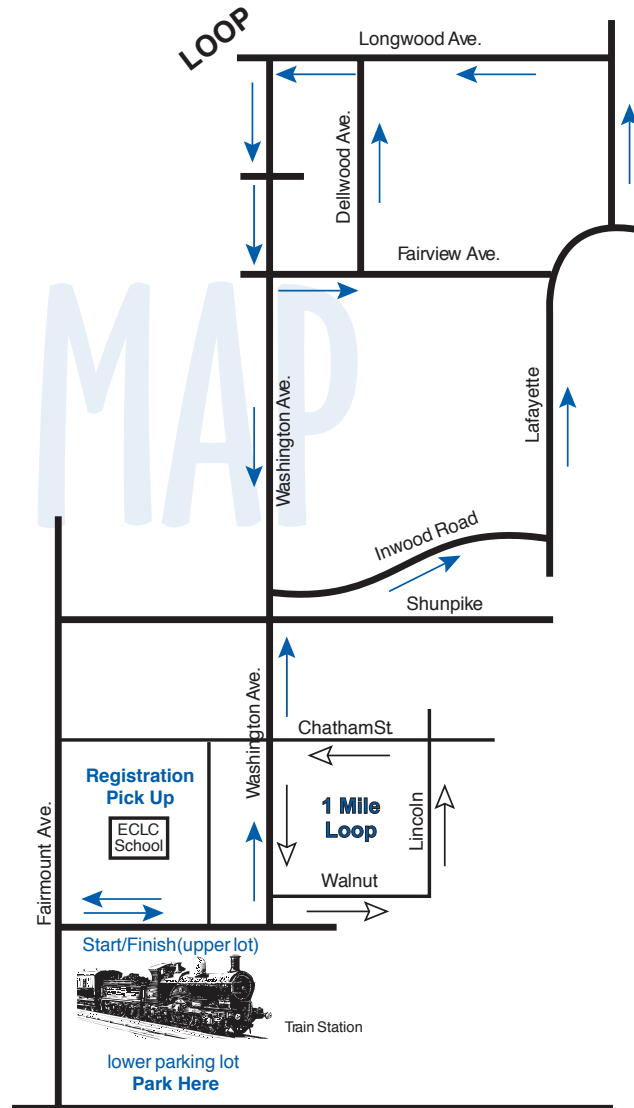 LOOP
Longwood Ave.
Dellwood Ave.
Fairview Ave.
MAP
Washington Ave.
Lafayette
Inwood Road
Shunpike
Washington Ave.
ChathamSt.
Registration
Pick Up
ECLC
School
1 Mile
Loop
Lincoln
Fairmount Ave.
Walnut
Start/Finish(upper lot)
Train Station
lower parking lot
Park Here